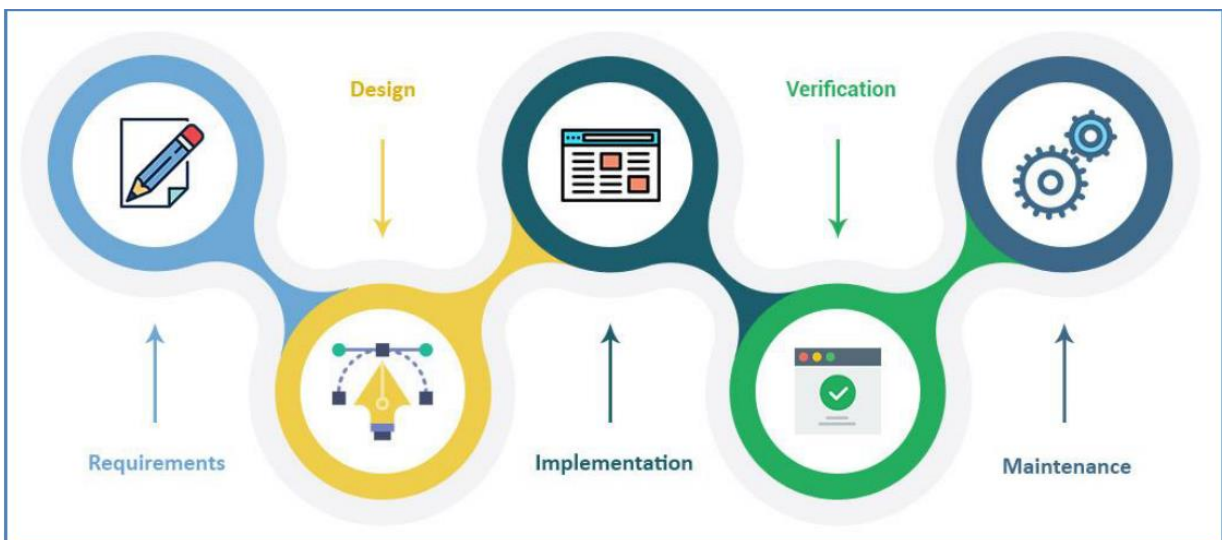 Design
Verification
Requirements
Implementation
Maintenance